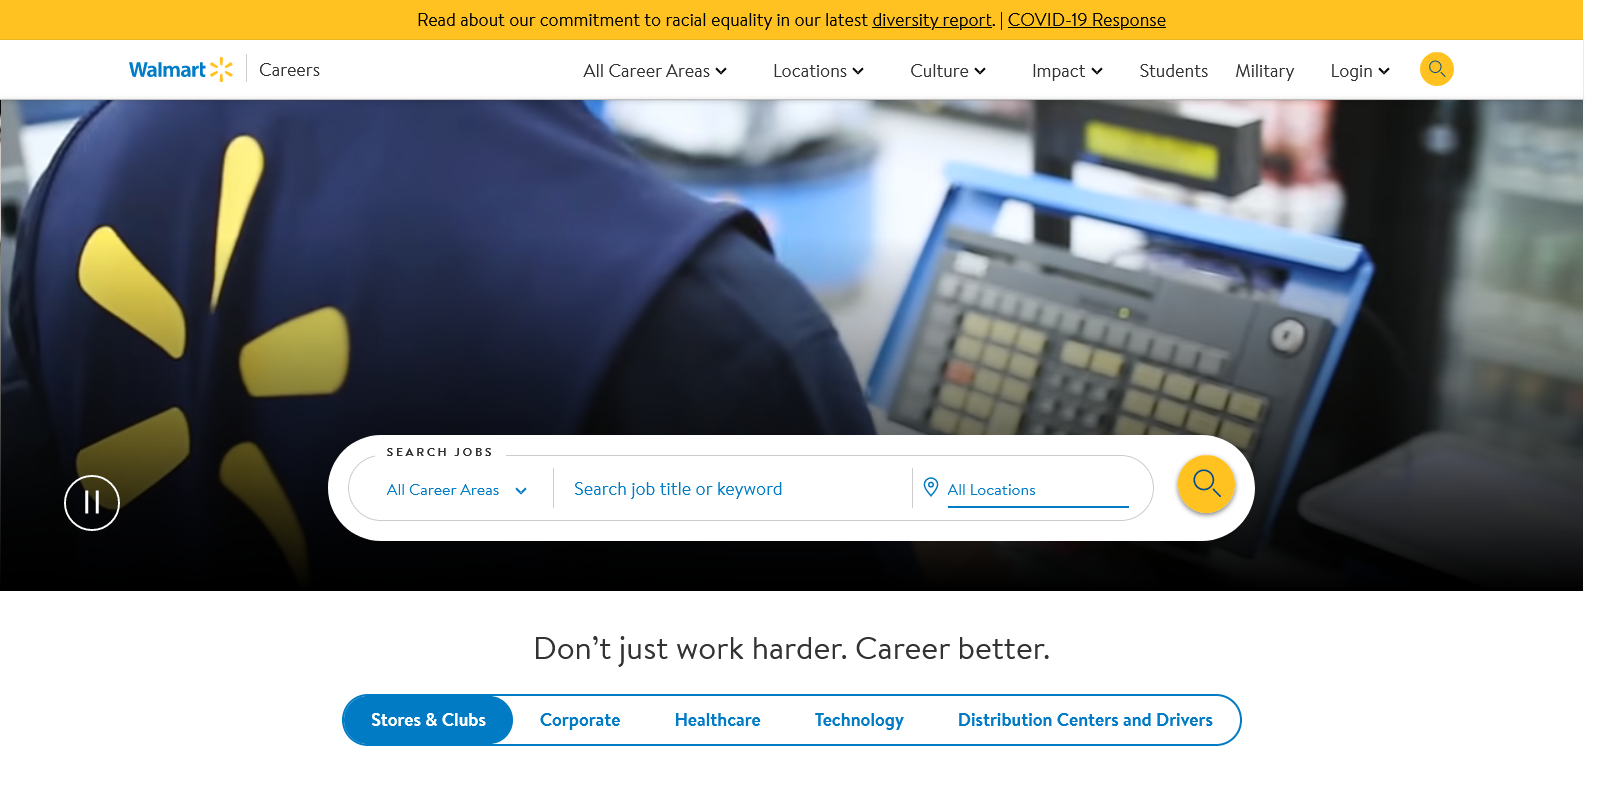 Read about our commitment to racial equality in our latest diversity report. | COVID-19 Response
Walmart Careers All Career Areas Locations Culture Impact Students Military Login
SEARCH JOBS
All Career Areas Search job title or keyword All Locations
Don’t just work harder. Career better.
Stores & Clubs Corporate Healthcare Technology Distribution Centers and Drivers